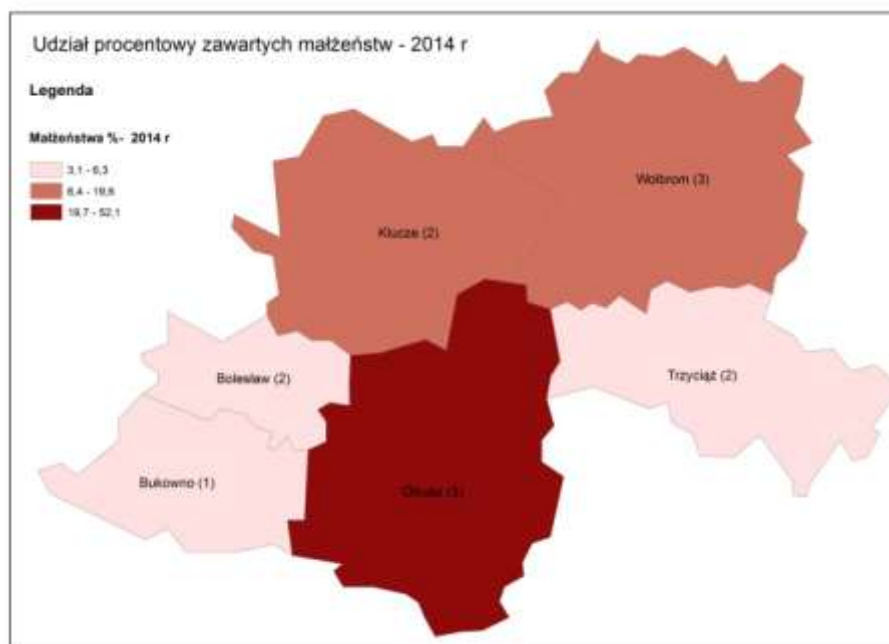 Udział procentowy zawartych małżeństw - 2014 r
Legenda
Małżeństwa %- 2014 r
3,1 - 6,3
6,4 - 19,6
19,7 - 52,1
Wolbrom (3)
Klucze (2)
Bolesław (2)
Trzyciąż (2)
Bukowno (1)
Olkusz (3)